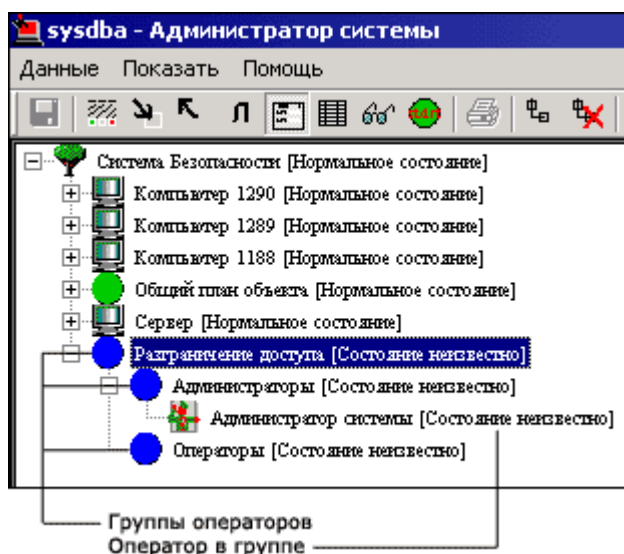 sysdba - Администратор системы
Данные Показать Помощь
Л
Система Безопасности [Нормальное состояние]
Компьютер 1290 [Нормальное состояние]
Компьютер 1289 [Нормальное состояние]
Компьютер 1188 [Нормальное состояние]
Общий план объекта [Нормальное состояние]
Сервер [Нормальное состояние]
Разграничение доступа [Состояние неизвестно]
Администраторы [Состояние неизвестно]
Администратор системы [Состояние неизвестно]
Операторы [Состояние неизвестно]
Группы операторов
Оператор в группе